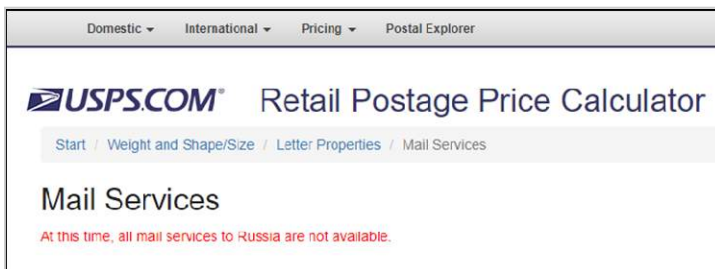 Domestic International Pricing Postal Explorer
USPS.COM® Retail Postage Price Calculator
Start / Weight and Shape/Size / Letter Properties / Mail Services
Mail Services
At this time, all mail services to Russia are not available.